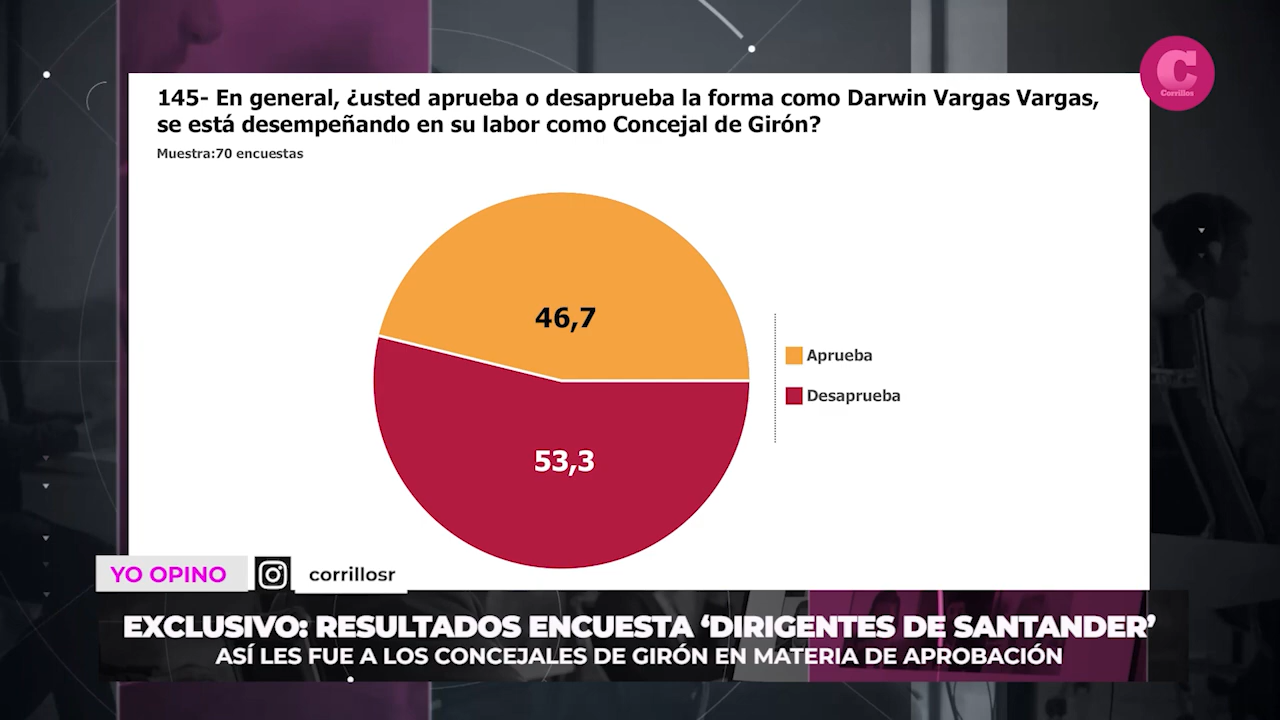 C
Corrillos
145- En general, ¿usted aprueba o desaprueba la forma como Darwin Vargas Vargas,
se está desempeñando en su labor como Concejal de Girón?
Muestra:70 encuestas
46,7
53,3
Aprueba
Desaprueba
YO OPINO
corrillosr
EXCLUSIVO: RESULTADOS ENCUESTA ‘DIRIGENTES DE SANTANDER’
ASÍ LES FUE A LOS CONCEJALES DE GIRÓN EN MATERIA DE APROBACIÓN